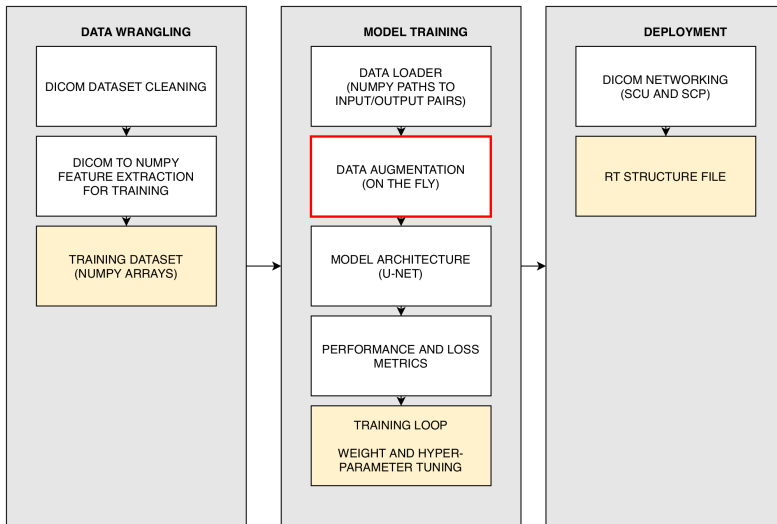 DATA WRANGLING
DICOM DATASET CLEANING
DICOM TO NUMPY
FEATURE EXTRACTION
FOR TRAINING
TRAINING DATASET
(NUMPY ARRAYS)
MODEL TRAINING
DATA LOADER
(NUMPY PATHS TO
INPUT/OUTPUT PAIRS)
DATA AUGMENTATION
(ON THE FLY)
MODEL ARCHITECTURE
(U-NET)
PERFORMANCE AND LOSS
METRICS
TRAINING LOOP
WEIGHT AND HYPER-
PARAMETER TUNING
DEPLOYMENT
DICOM NETWORKING
(SCU AND SCP)
RT STRUCTURE FILE